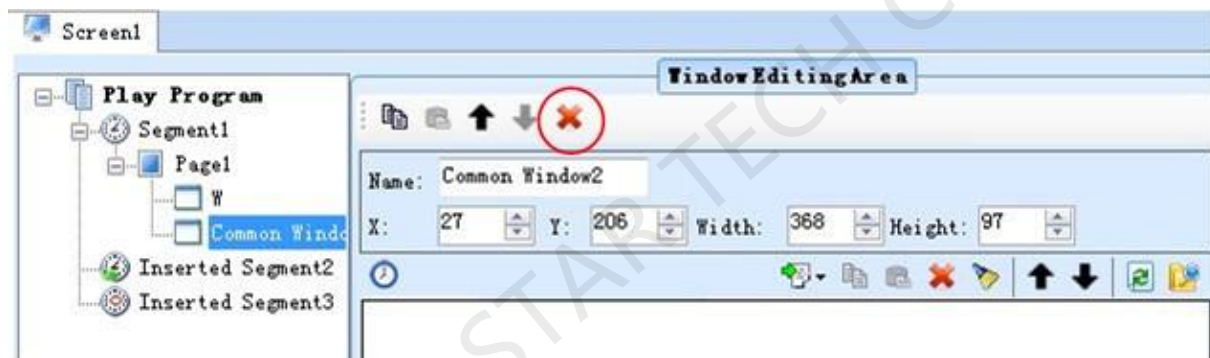 Screen1
WindowEditingArea
Play Program
Segment1
Page1
W
Common Windo
Inserted Segment2
Inserted Segment3
Name: Common Window2
X: 27 Y: 206 Width: 368 Height: 97
STARTECH C